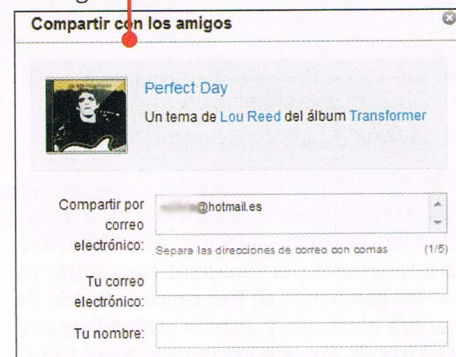 Compartir con los amigos
Perfect Day
Un tema de Lou Reed del álbum Transformer
Compartir por
correo
electrónico:
@hotmail.es
Separa las direcciones de correo con comas (1/5)
Tu correo
electrónico:
Tu nombre: